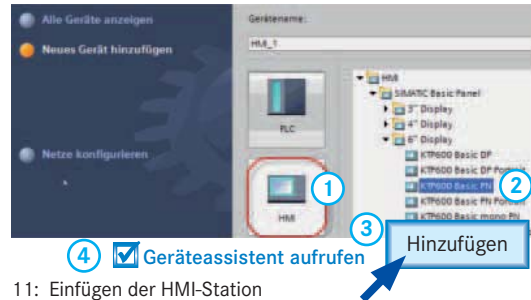 Alle Geräte anzeigen
Neues Gerät hinzufügen
Netze konfigurieren
Gerätename:
HMI_1
PLC
HMI
1
HMI
SIMATIC Basic Panel
3" Display
4" Display
6" Display
KTP600 Basic DP
KTP600 Basic DP Portrait
KTP600 Basic PN
2
KTP600 Basic PN Portrait
KTP600 Basic mono PN
3
Hinzufügen
4 Geräteassistent aufrufen
11: Einfügen der HMI-Station